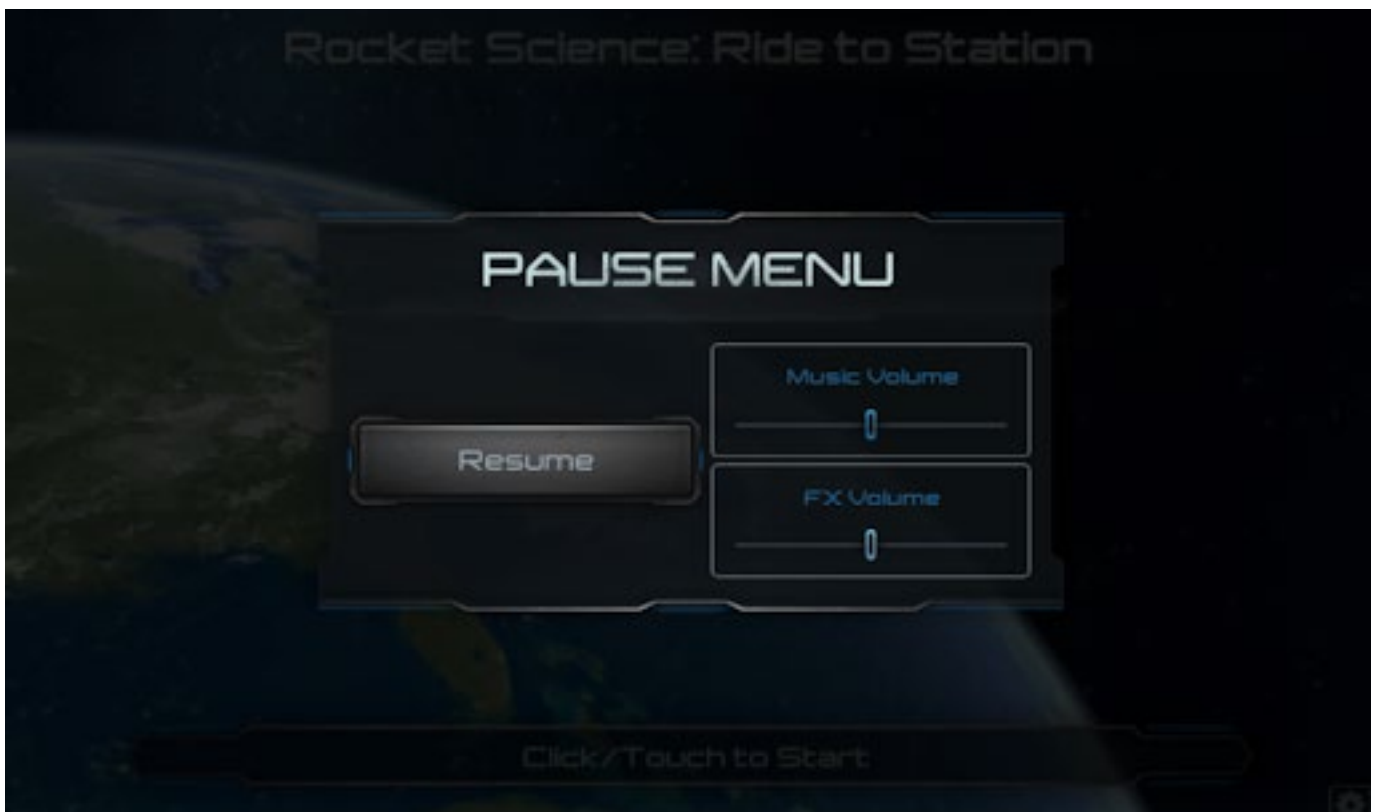 Rocket Science: Ride to Station
PAUSE MENU
Music Volume
Resume
FX Volume
Click/Touch to Start